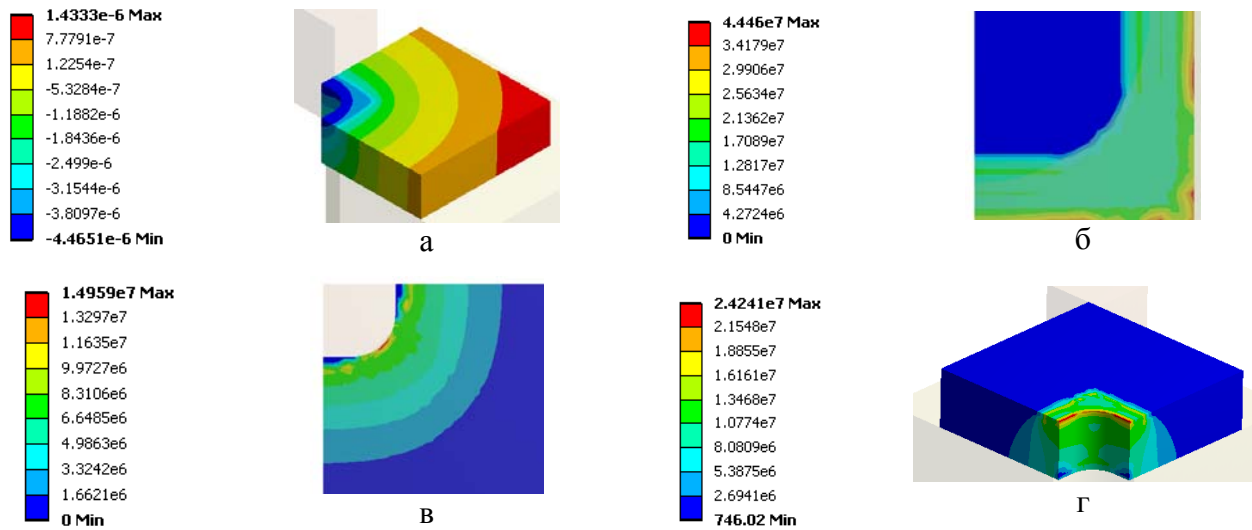 1.4333e-6 Max
7.7791e-7
1.2254e-7
-5.3284e-7
-1.1882e-6
-1.8436e-6
-2.499e-6
-3.1544e-6
-3.8097e-6
-4.4651e-6 Min
а
4.446e7 Max
3.4179e7
2.9906e7
2.5634e7
2.1362e7
1.7089e7
1.2817e7
8.5447e6
4.2724e6
0 Min
б
1.4959e7 Max
1.3297e7
1.1635e7
9.9727e6
8.3106e6
6.6485e6
4.9863e6
3.3242e6
1.6621e6
0 Min
в
2.4241e7 Max
2.1548e7
1.8855e7
1.6161e7
1.3468e7
1.0774e7
8.0809e6
5.3875e6
2.6941e6
746.02 Min
г